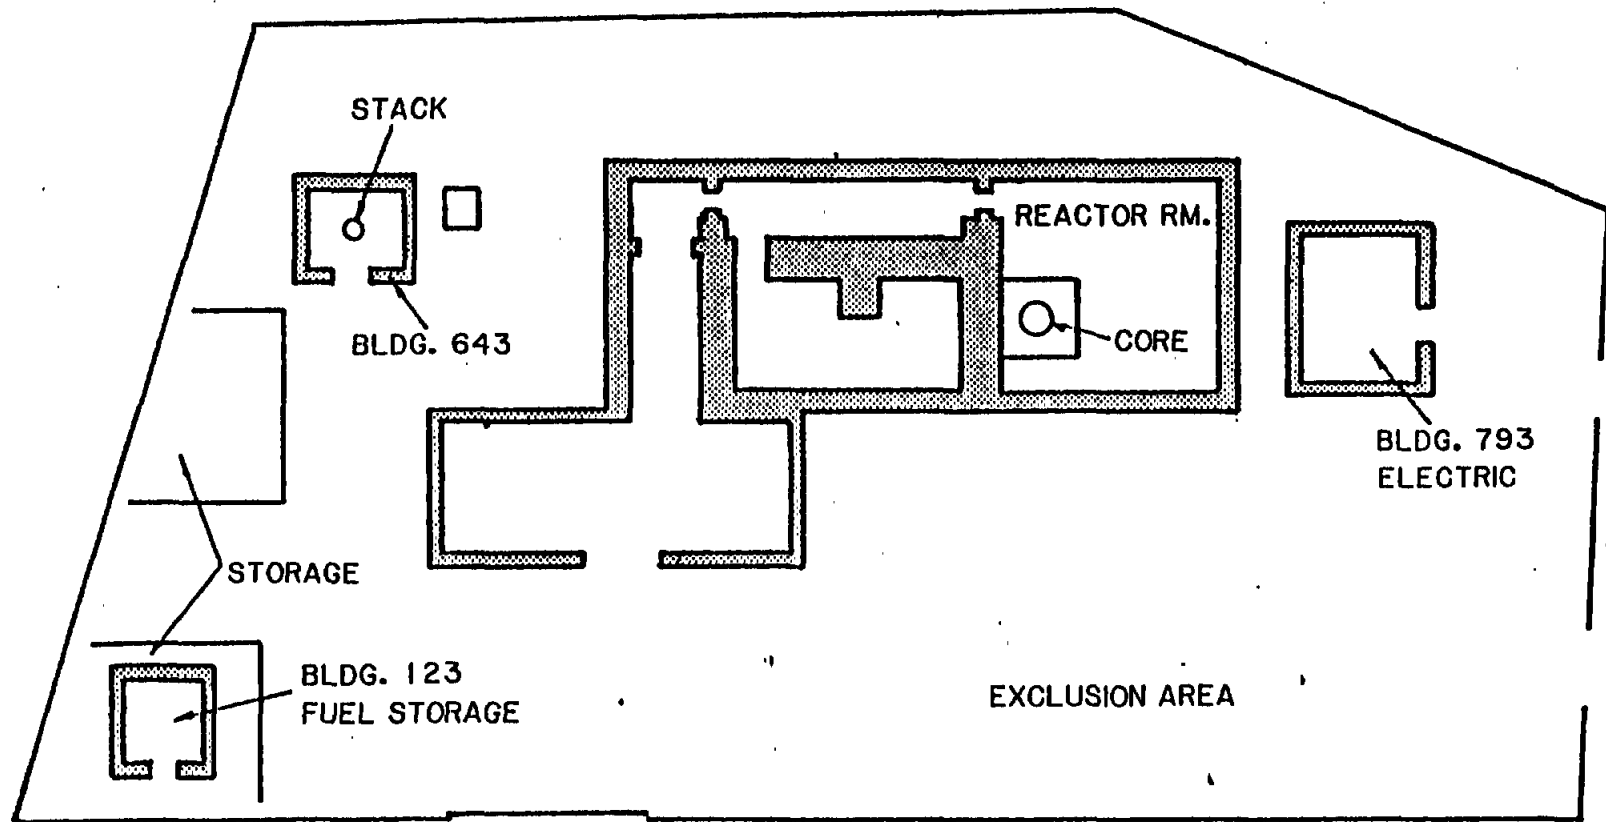 STACK
REACTOR RM.
BLDG. 643
CORE
BLDG. 793
ELECTRIC
STORAGE
BLDG. 123
FUEL STORAGE
EXCLUSION AREA